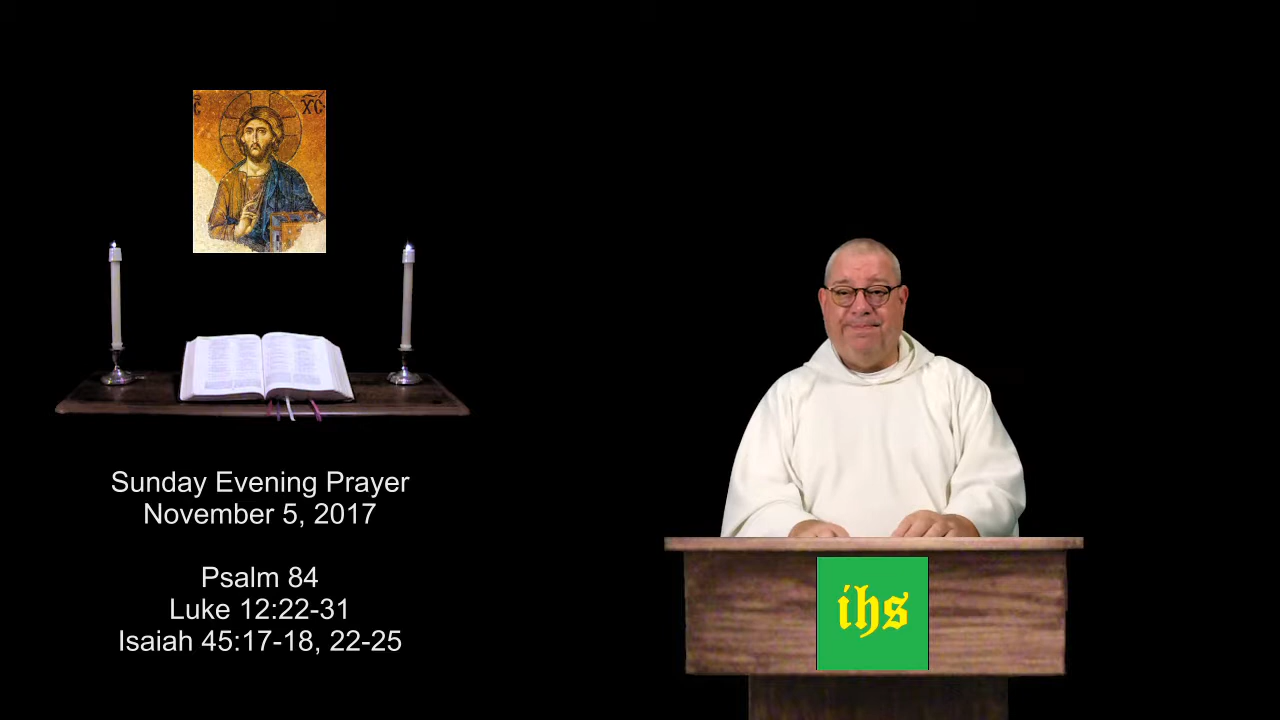 XC
Sunday Evening Prayer
November 5, 2017
Psalm 84
Luke 12:22-31
Isaiah 45:17-18, 22-25
ihs